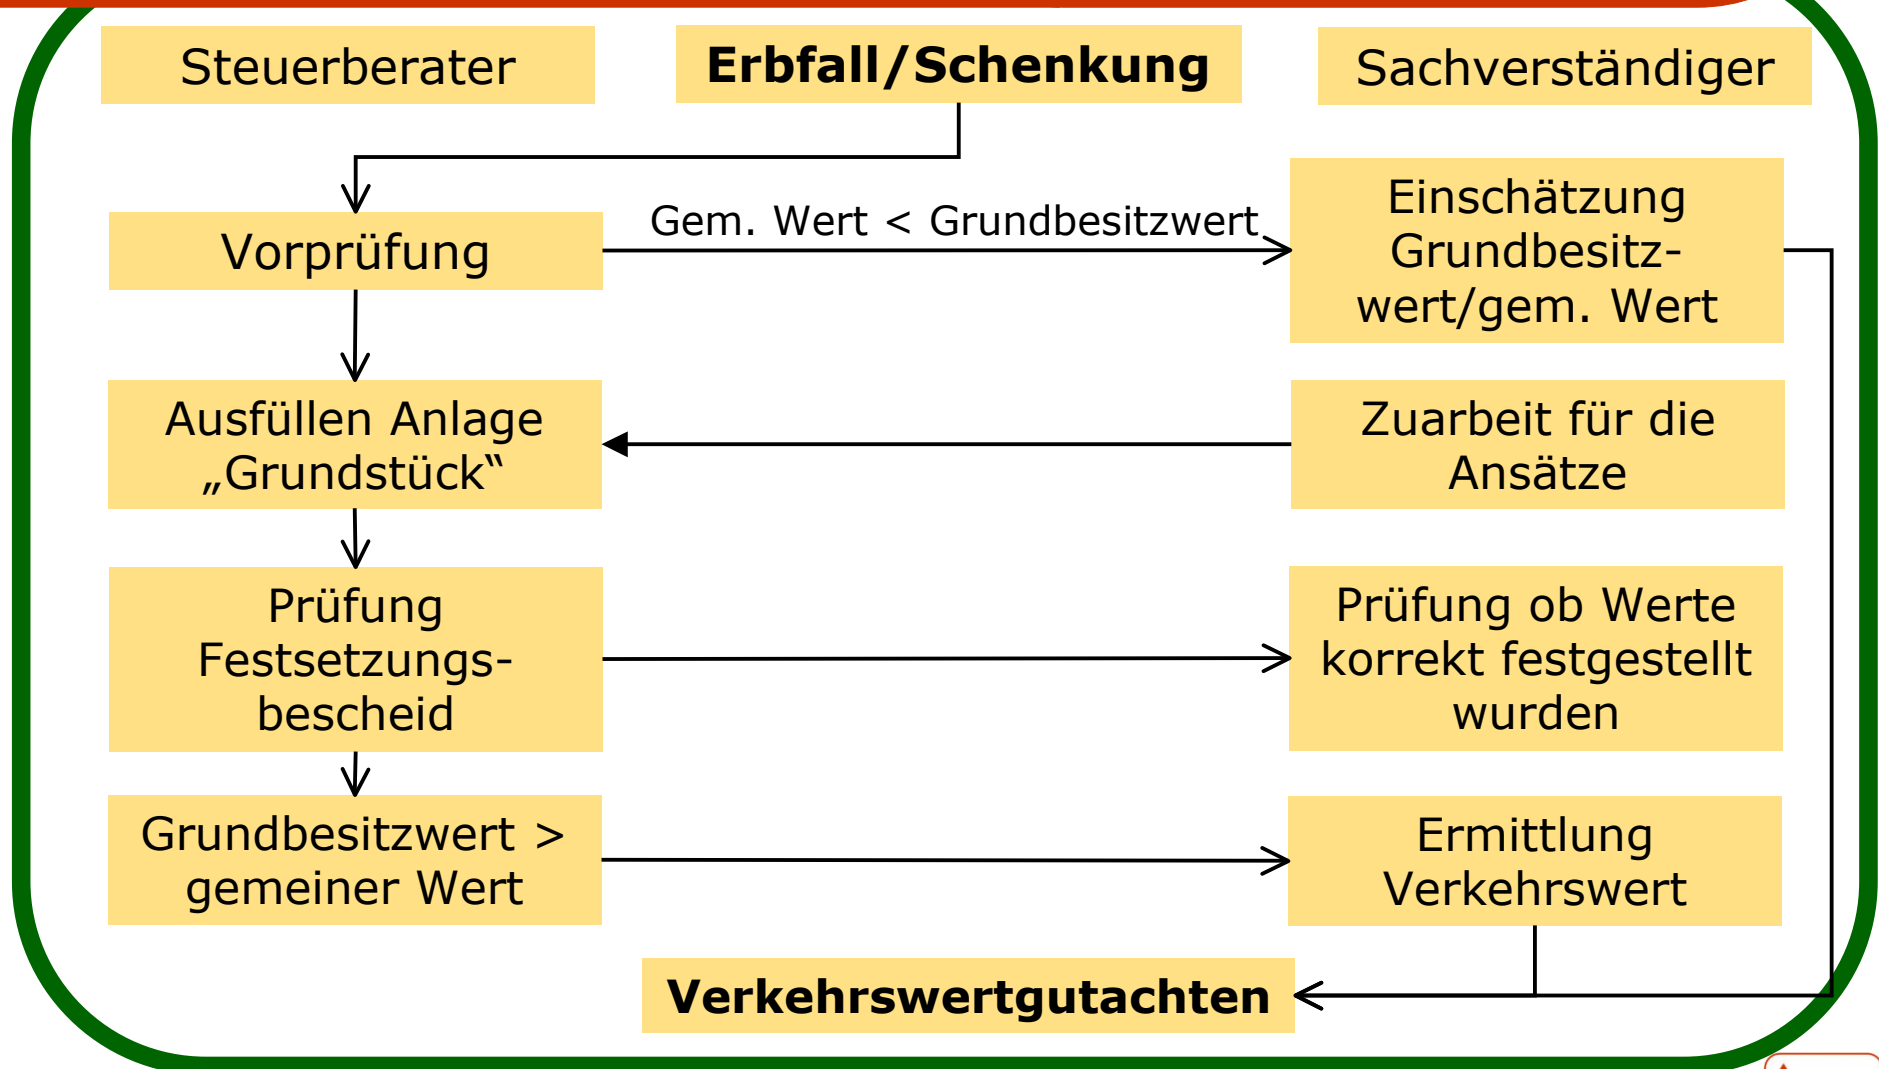 Steuerberater
Erbfall/Schenkung
Sachverständiger
Vorprüfung
Gem. Wert < Grundbesitzwert
Einschätzung
Grundbesitz-
wert/gem. Wert
Ausfüllen Anlage
„Grundstück“
Zuarbeit für die
Ansätze
Prüfung
Festsetzungs-
bescheid
Prüfung ob Werte
korrekt festgestellt
wurden
Grundbesitzwert >
gemeiner Wert
Ermittlung
Verkehrswert
Verkehrswertgutachten